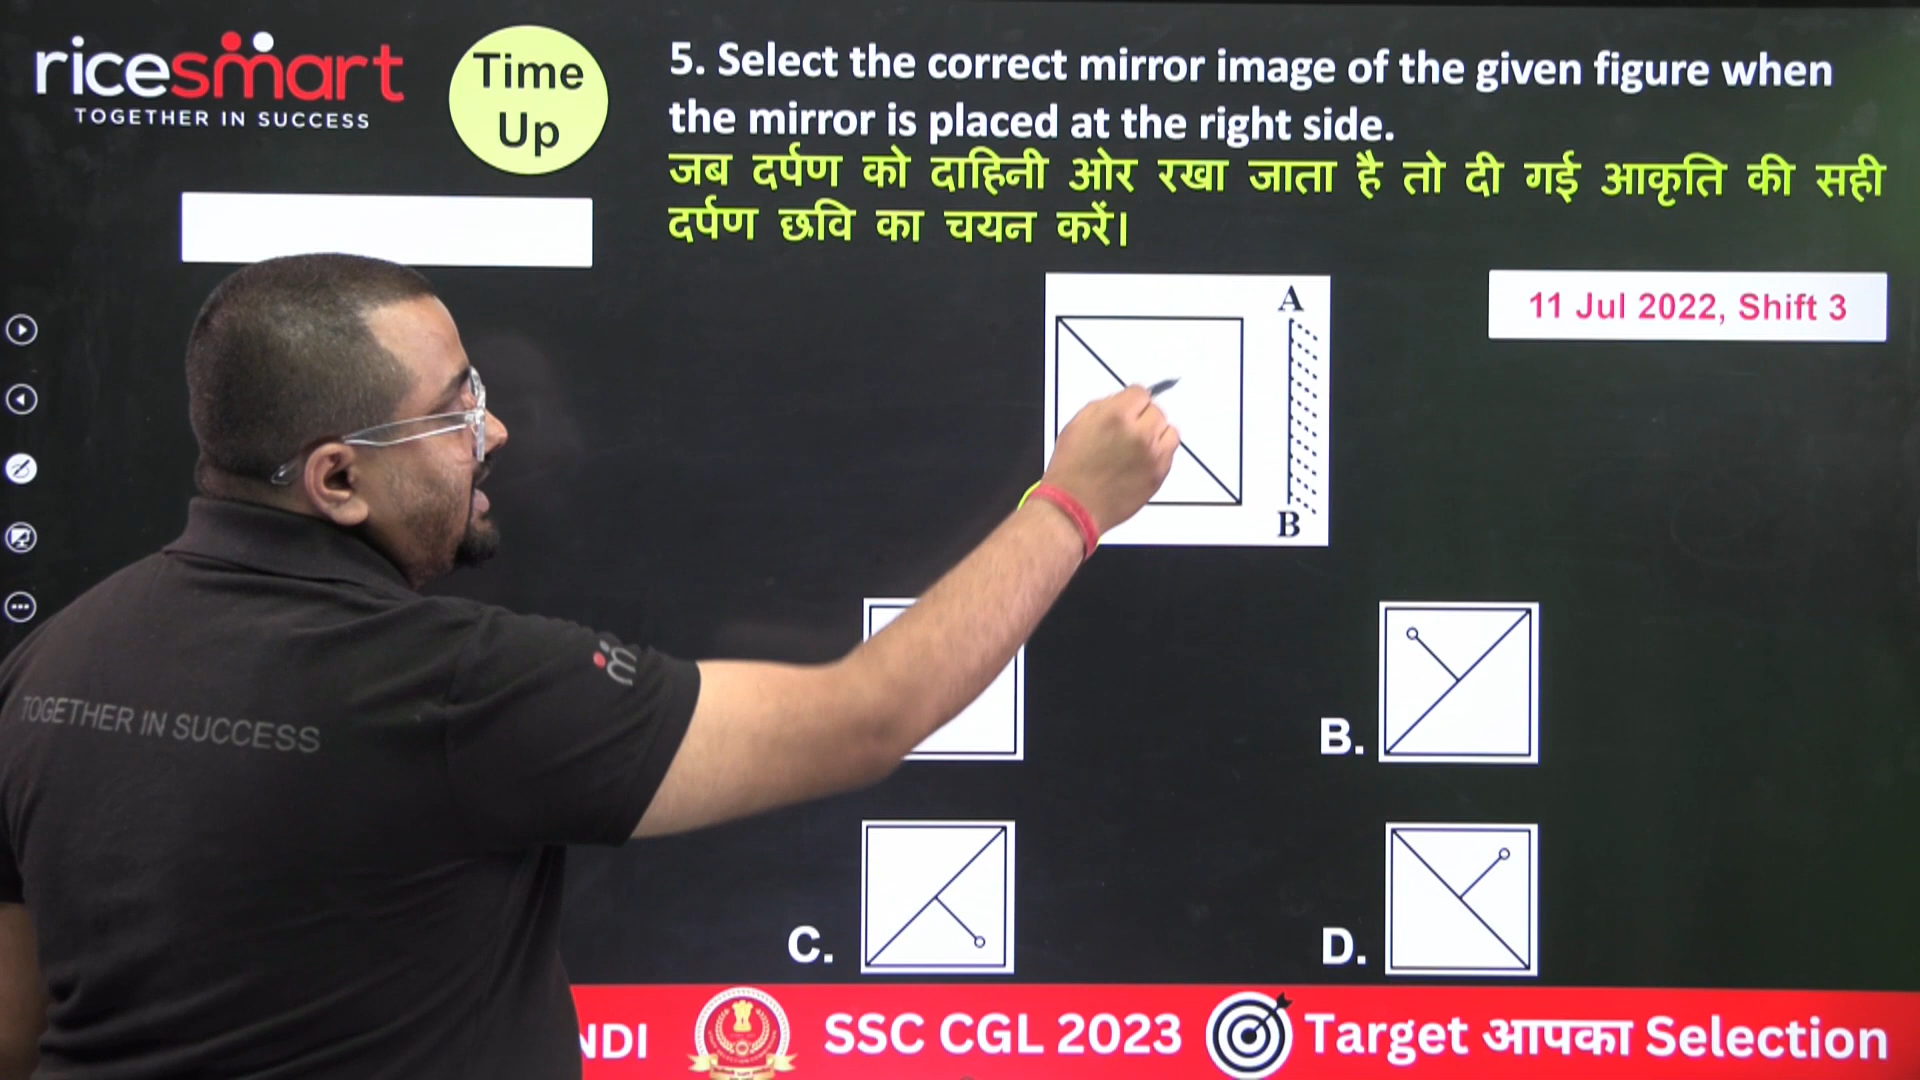 ricesmart
TOGETHER IN SUCCESS
Time
Up
5. Select the correct mirror image of the given figure when
the mirror is placed at the right side.
जब दर्पण को दाहिनी ओर रखा जाता है तो दी गई आकृति की सही
दर्पण छवि का चयन करें।
11 Jul 2022, Shift 3
A
B
B.
C.
D.
TOGETHER IN SUCCESS
NDI
SSC CGL 2023
Target आपका Selection